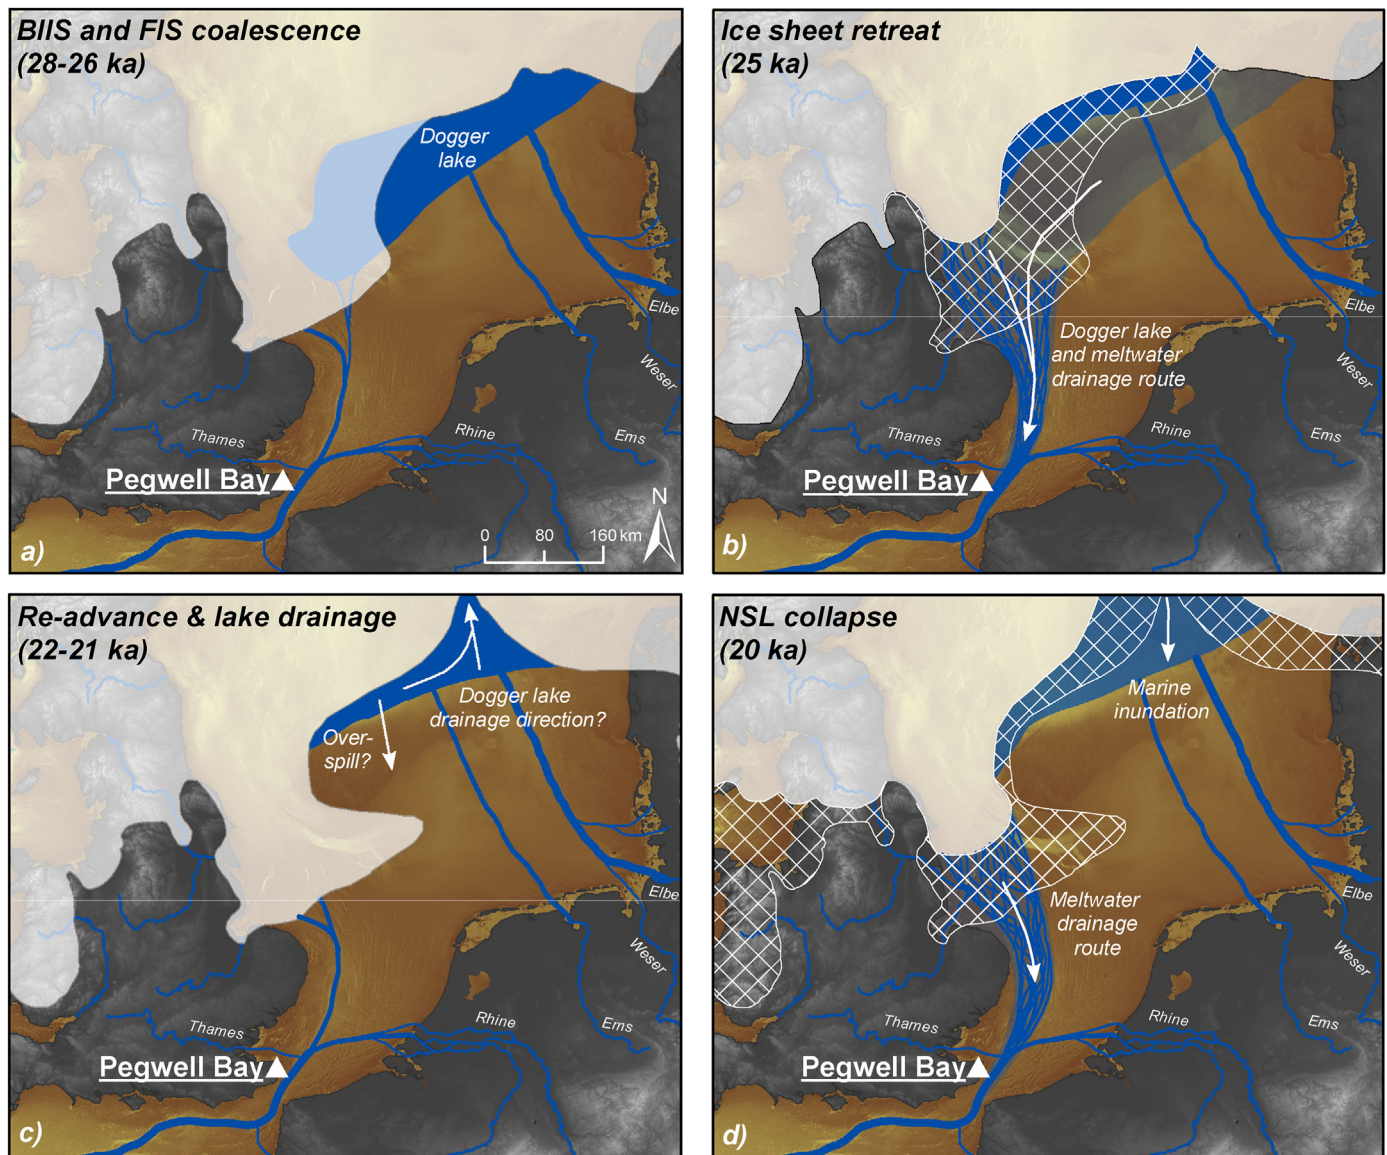 BIIS and FIS coalescence
(28-26 ka)
Dogger
lake
Elbe
Weser
Ems
Rhine
Thames
Pegwell Bay
N
0 80 160 km
a)
Ice sheet retreat
(25 ka)
Elbe
Dogger lake
and meltwater
drainage route
Weser
Ems
Rhine
Thames
Pegwell Bay
b)
Re-advance & lake drainage
(22-21 ka)
Dogger lake
drainage direction?
Over-
spill?
Elbe
Weser
Ems
Rhine
Thames
Pegwell Bay
c)
NSL collapse
(20 ka)
Marine
inundation
Elbe
Meltwater
drainage
route
Weser
Ems
Rhine
Thames
Pegwell Bay
d)